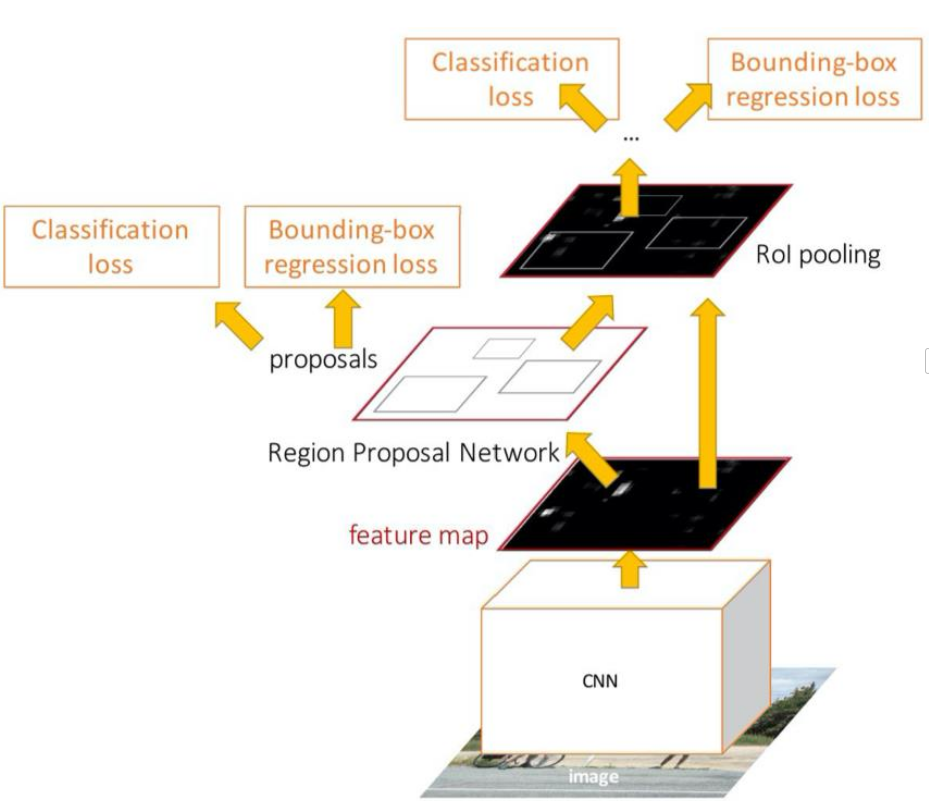 Classification
loss
Bounding-box
regression loss
...
Classification
loss
Bounding-box
regression loss
RoI pooling
proposals
Region Proposal Network
feature map
CNN
image